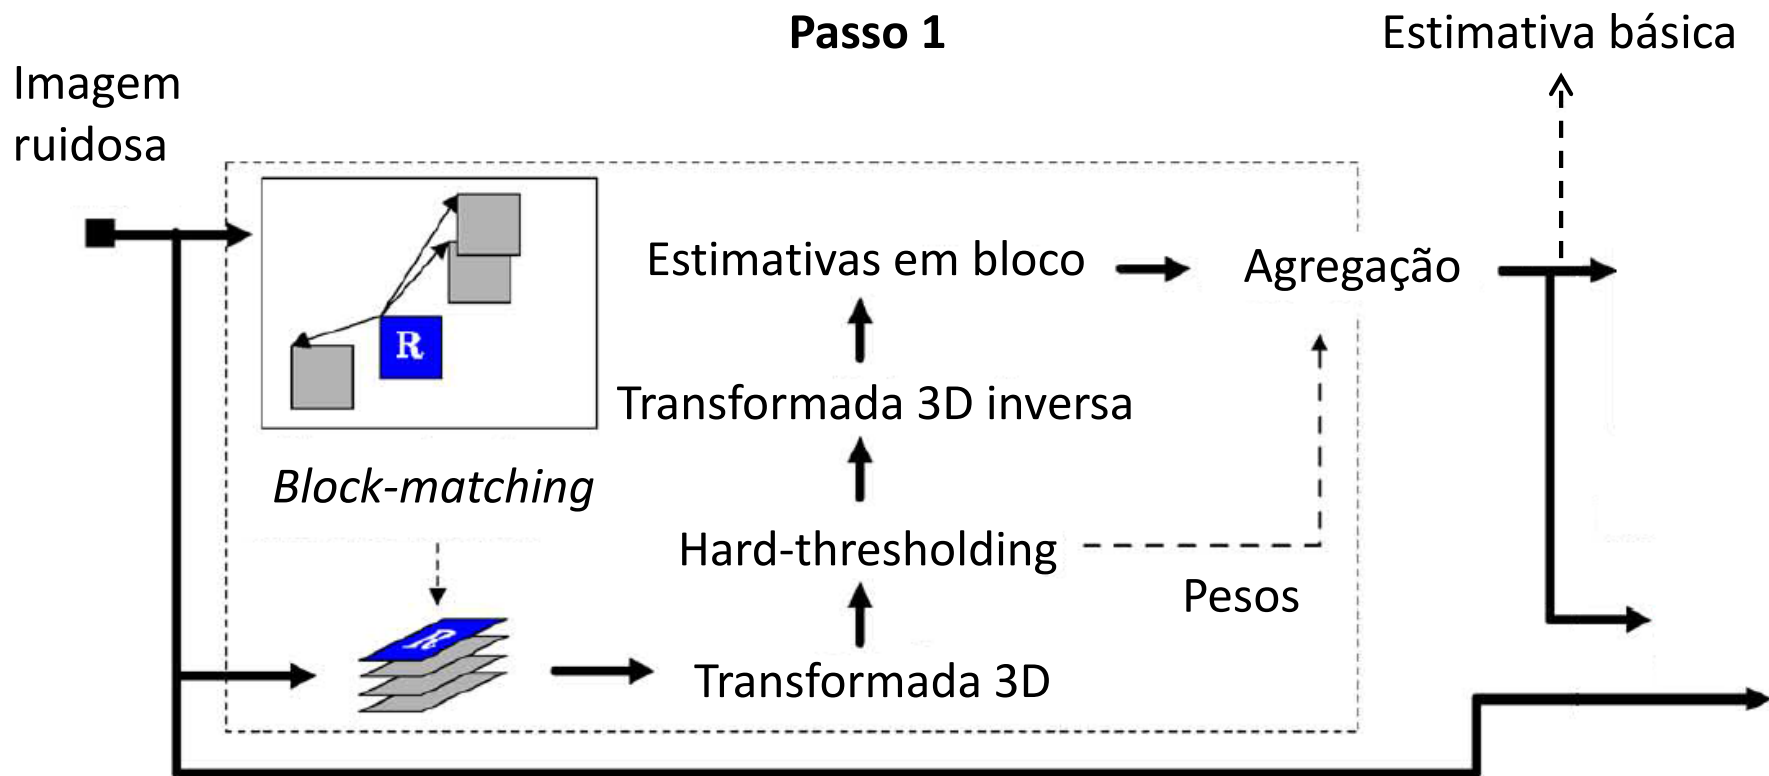 Passo 1
Estimativa básica
Imagem
ruidosa
R
Estimativas em bloco
Agregação
Transformada 3D inversa
Block-matching
Hard-thresholding
Pesos
R
Transformada 3D